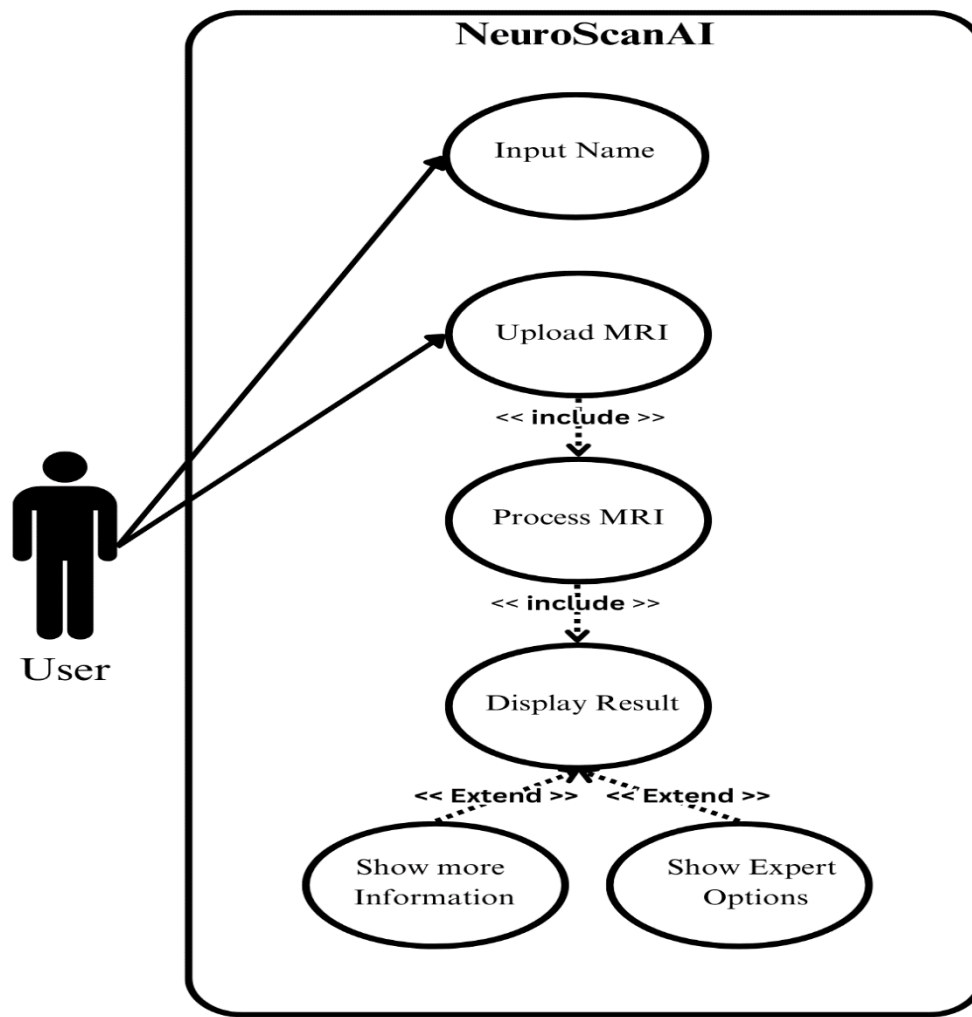 NeuroScanAI
Input Name
Upload MRI
<< include >>
Process MRI
<< include >>
User
Display Result
<< Extend >> << Extend >>
Show more
Information
Show Expert
Options